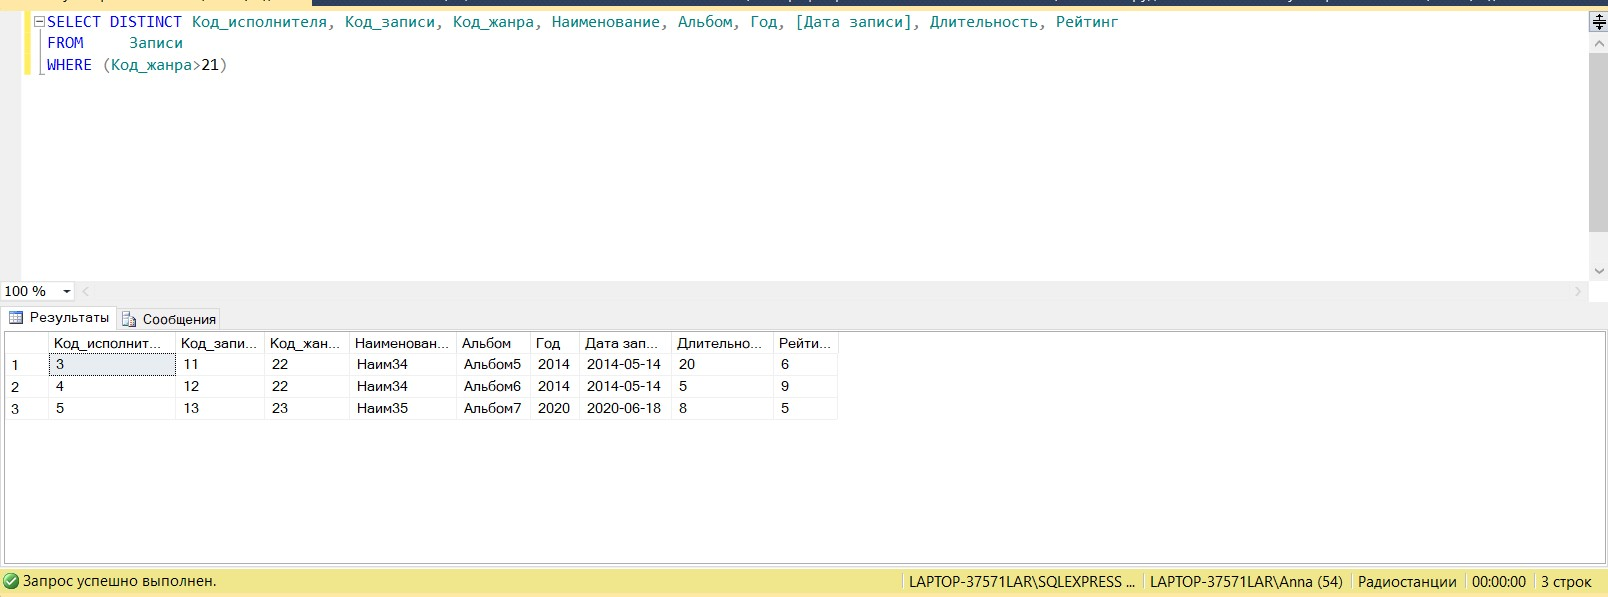 SELECT DISTINCT Код_исполнителя, Код_записи, Код_жанра, Наименование, Альбом, Год, [Дата записи], Длительность, Рейтинг
FROM Записи
WHERE (Код_жанра>21)
100 %
Результаты Сообщения
Код_исполнит... Код_запи... Код_жан... Наименован... Альбом Год Дата зап... Длительно... Рейти...
1 3 11 22 Наим34 Альбом5 2014 2014-05-14 20 6
2 4 12 22 Наим34 Альбом6 2014 2014-05-14 5 9
3 5 13 23 Наим35 Альбом7 2020 2020-06-18 8 5
Запрос успешно выполнен. LAPTOP-37571LAR\SQLEXPRESS ... LAPTOP-37571LAR\Anna (54) Радиостанции 00:00:00 3 строк